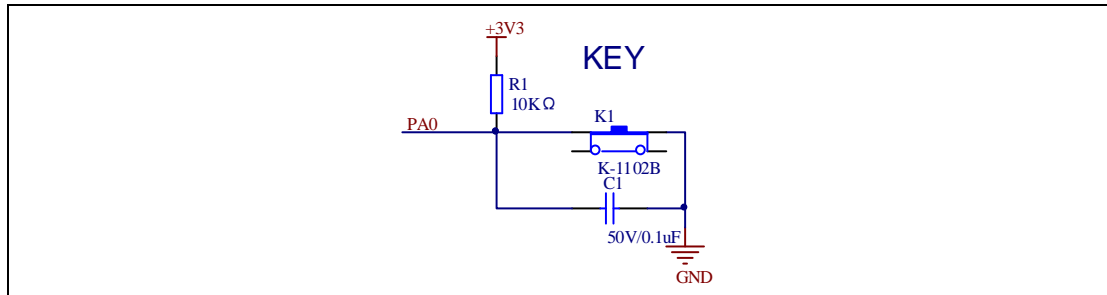 +3V3
KEY
R1
10KΩ
PA0
K1
K-1102B
C1
50V/0.1uF
GND